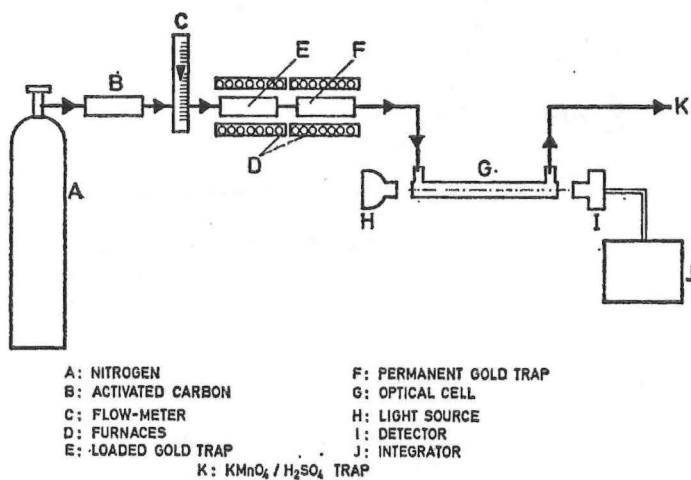 C
E
F
B
K
A
D
G
H
I
J
A: NITROGEN
B: ACTIVATED CARBON
C: FLOW-METER
D: FURNACES
E: LOADED GOLD TRAP
F: PERMANENT GOLD TRAP
G: OPTICAL CELL
H: LIGHT SOURCE
I: DETECTOR
J: INTEGRATOR
K: KMnO4 / H2SO4 TRAP